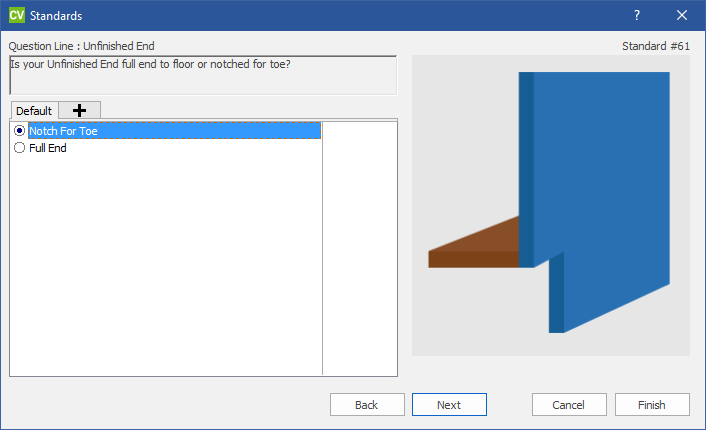 CV Standards ?
Question Line : Unfinished End Standard #61
Is your Unfinished End full end to floor or notched for toe?
Default
Notch For Toe
Full End
Back Next Cancel Finish